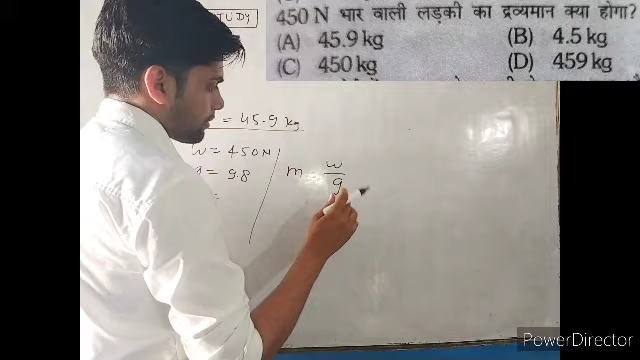 450 N भार वाली लड़की का द्रव्यमान क्या होगा?
(A) 45.9 kg (B) 4.5 kg
(C) 450 kg (D) 459 kg
STUDY
= 45.9 kg
W = 450N
= 9.8
=
m = w/g
PowerDirector